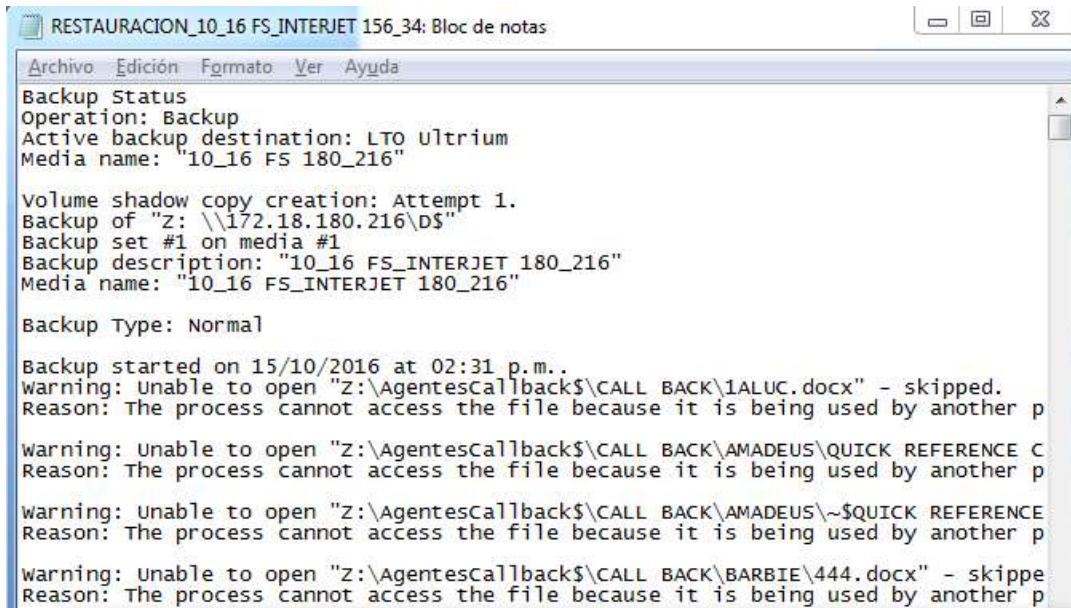 RESTAURACION_10_16 FS_INTERJET 156_34: Bloc de notas
Archivo Edición Formato Ver Ayuda
Backup Status
Operation: Backup
Active backup destination: LTO Ultrium
Media name: "10_16 FS 180_216"
Volume shadow copy creation: Attempt 1.
Backup of "Z: \\172.18.180.216\D$"
Backup set #1 on media #1
Backup description: "10_16 FS_INTERJET 180_216"
Media name: "10_16 FS_INTERJET 180_216"
Backup Type: Normal
Backup started on 15/10/2016 at 02:31 p.m..
Warning: Unable to open "Z:\AgentesCallback$\CALL BACK\1ALUC.docx" - skipped.
Reason: The process cannot access the file because it is being used by another p
Warning: Unable to open "Z:\AgentesCallback$\CALL BACK\AMADEUS\QUICK REFERENCE C
Reason: The process cannot access the file because it is being used by another p
Warning: Unable to open "Z:\AgentesCallback$\CALL BACK\AMADEUS\~$QUICK REFERENCE
Reason: The process cannot access the file because it is being used by another p
Warning: Unable to open "Z:\AgentesCallback$\CALL BACK\BARBIE\444.docx" - skippe
Reason: The process cannot access the file because it is being used by another p